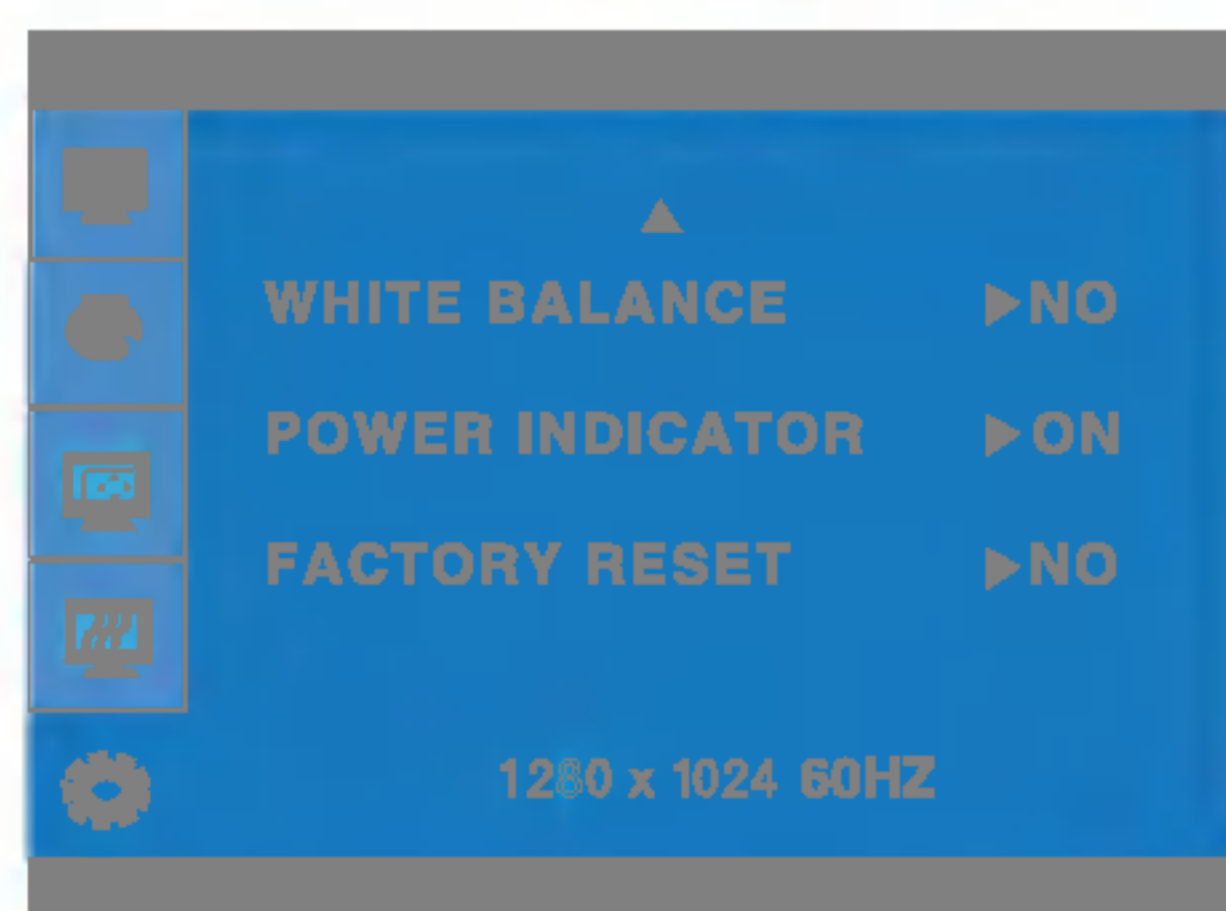 WHITE BALANCE ▶NO
POWER INDICATOR ▶ON
FACTORY RESET ▶NO
1280 x 1024 60HZ